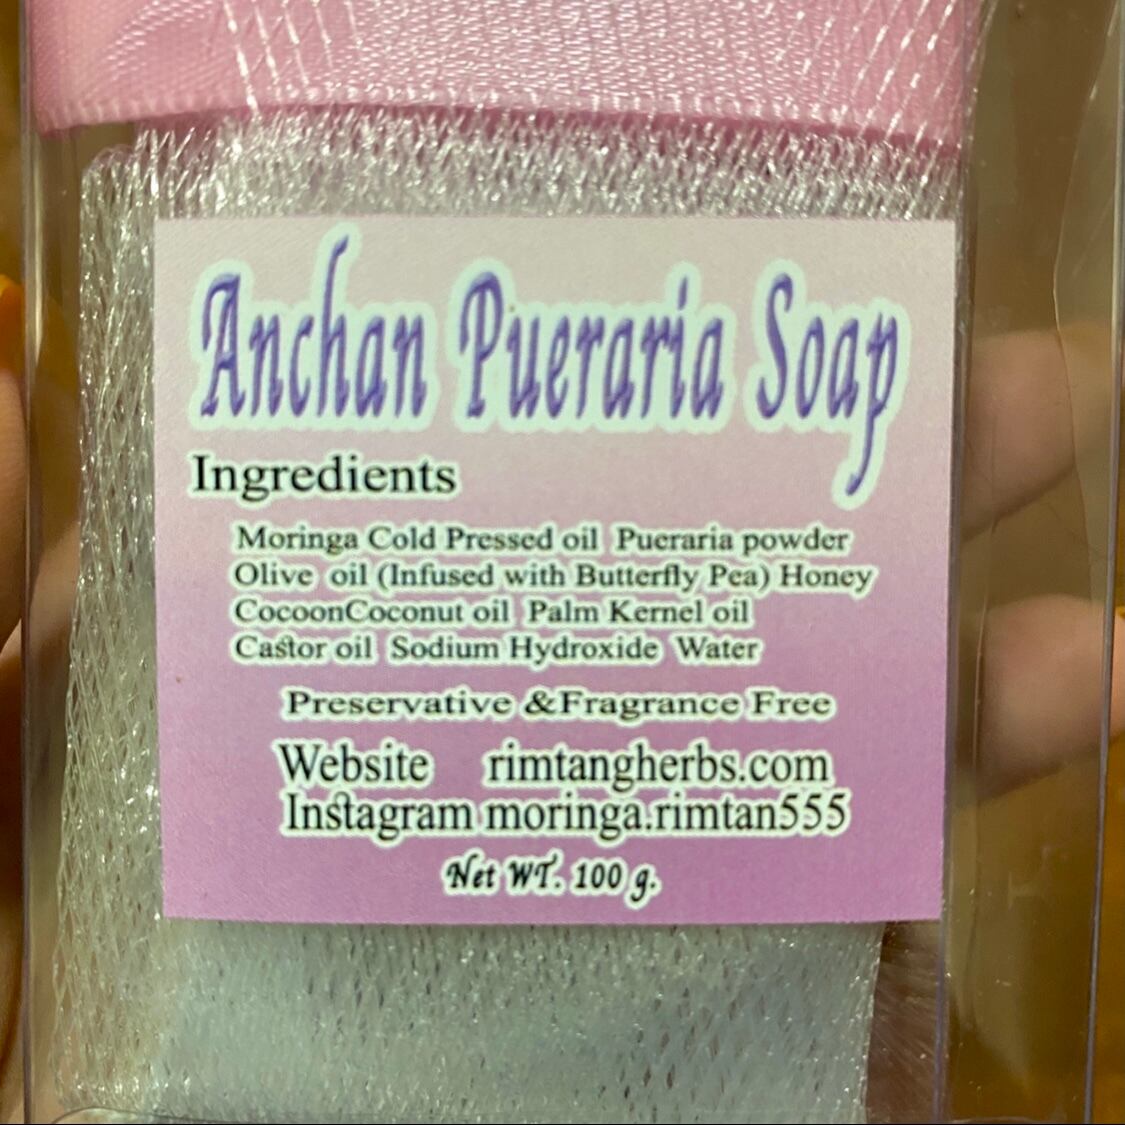 Anchan Pueraria Soap
Ingredients
Moringa Cold Pressed oil Pueraria powder
Olive oil (Infused with Butterfly Pea) Honey
CocoonCoconut oil Palm Kernel oil
Castor oil Sodium Hydroxide Water
Preservative &Fragrance Free
Website rimtangherbs.com
Instagram moringa.rimtan555
Net WT. 100 g.